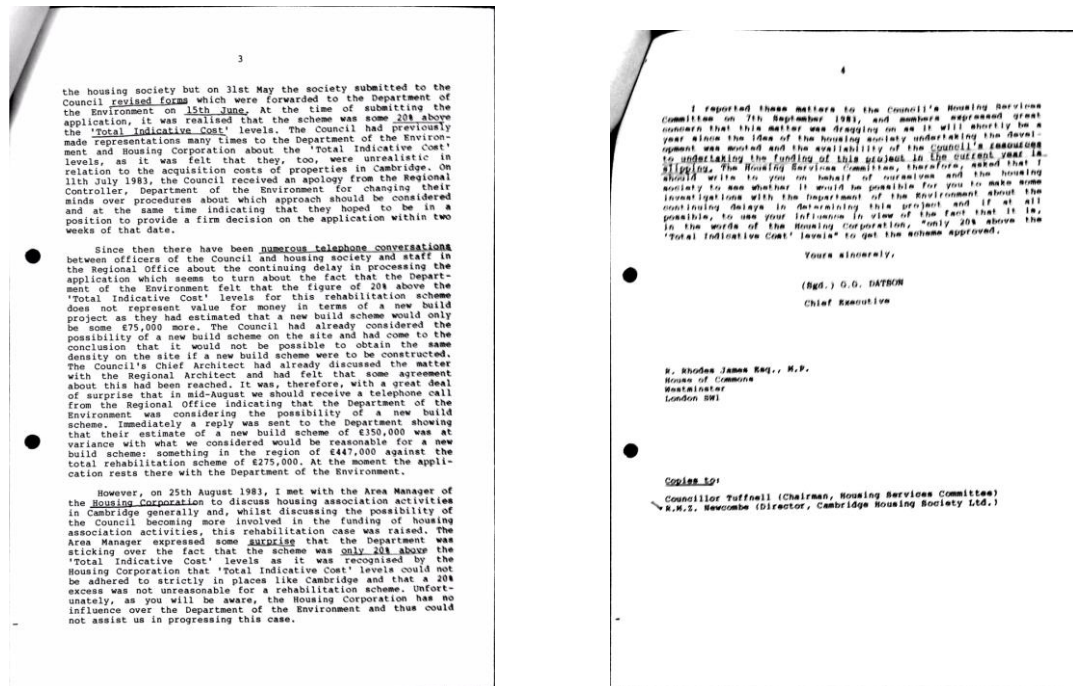 3
the housing society but on 31st May the society submitted to the
Council revised forms which were forwarded to the Department of
the Environment on 15th June. At the time of submitting the
application, it was realised that the scheme was some 20% above
the 'Total Indicative Cost' levels. The Council had previously
made representations many times to the Department of the Environ-
ment and Housing Corporation about the 'Total Indicative Cost'
levels, as it was felt that they, too, were unrealistic in
relation to the acquisition costs of properties in Cambridge. On
11th July 1983, the Council received an apology from the Regional
Controller, Department of the Environment for changing their
minds over procedures about which approach should be considered
and at the same time indicating that they hoped to be in a
position to provide a firm decision on the application within two
weeks of that date.
Since then there have been numerous telephone conversations
between officers of the Council and housing society and staff in
the Regional Office about the continuing delay in processing the
application which seems to turn about the fact that the Depart-
ment of the Environment felt that the figure of 20% above the
'Total Indicative Cost' levels for this rehabilitation scheme
does not represent value for money in terms of a new build
project as they had estimated that a new build scheme would only
be some £75,000 more. The Council had already considered the
possibility of a new build scheme on the site and had come to the
conclusion that it would not be possible to obtain the same
density on the site if a new build scheme were to be constructed.
The Council's Chief Architect had already discussed the matter
with the Regional Architect and had felt that some agreement
about this had been reached. It was, therefore, with a great deal
of surprise that in mid-August we should receive a telephone call
from the Regional Office indicating that the Department of the
Environment was considering the possibility of a new build
scheme. Immediately a reply was sent to the Department showing
that their estimate of a new build scheme of £350,000 was at
variance with what we considered would be reasonable for a new
build scheme: something in the region of £447,000 against the
total rehabilitation scheme of £275,000. At the moment the appli-
cation rests there with the Department of the Environment.
However, on 25th August 1983, I met with the Area Manager of
the Housing Corporation to discuss housing association activities
in Cambridge generally and, whilst discussing the possibility of
the Council becoming more involved in the funding of housing
association activities, this rehabilitation case was raised. The
Area Manager expressed some surprise that the Department was
sticking over the fact that the scheme was only 20% above the
'Total Indicative Cost' levels as it was recognised by the
Housing Corporation that 'Total Indicative Cost' levels could not
be adhered to strictly in places like Cambridge and that a 20%
excess was not unreasonable for a rehabilitation scheme. Unfort-
unately, as you will be aware, the Housing Corporation has no
influence over the Department of the Environment and thus could
not assist us in progressing this case.
4
I reported these matters to the Council's Housing Services
Committee on 7th September 1983, and members expressed great
concern that this matter was dragging on as it will shortly be a
year since the idea of the housing society undertaking the devel-
opment was mooted and the availability of the Council's resources
to undertaking the funding of this project in the current year is
slipping. The Housing Services Committee, therefore, asked that I
should write to you on behalf of ourselves and the housing
society to see whether it would be possible for you to make some
investigations with the Department of the Environment about the
continuing delays in determining this project and if at all
possible, to use your influence in view of the fact that it is,
in the words of the Housing Corporation, "only 20% above the
'Total Indicative Cost' levels" to get the scheme approved.
Yours sincerely,
(Sgd.) G.G. DATSON
Chief Executive
R. Rhodes James Esq., M.P.
House of Commons
Westminster
London SW1
Copies to:
Councillor Tuffnell (Chairman, Housing Services Committee)
R.M.Z. Newcombe (Director, Cambridge Housing Society Ltd.)